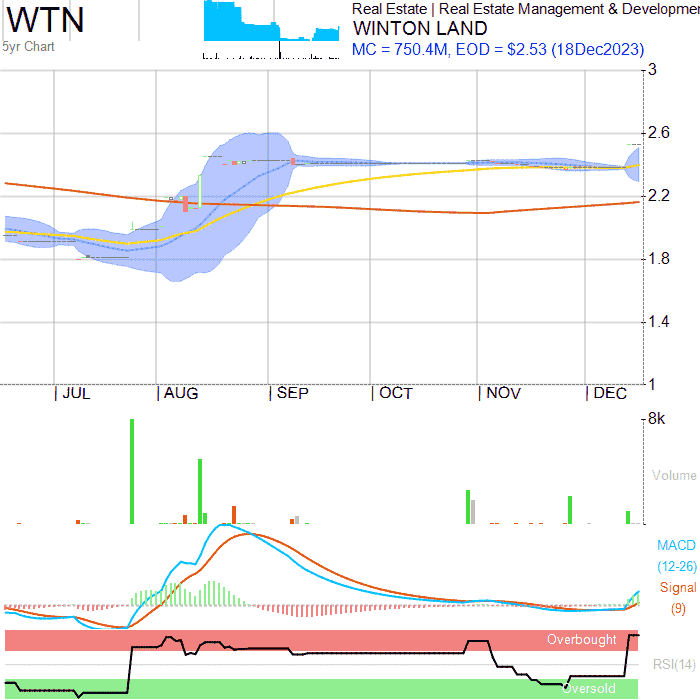 WTN
5yr Chart
Real Estate | Real Estate Management & Developmen
WINTON LAND
MC = 750.4M, EOD = $2.53 (18Dec2023)
3
2.6
2.2
1.8
1.4
1
JUL AUG SEP OCT NOV DEC
8k
Volume
MACD
(12-26)
Signal
(9)
Overbought
RSI(14)
Oversold